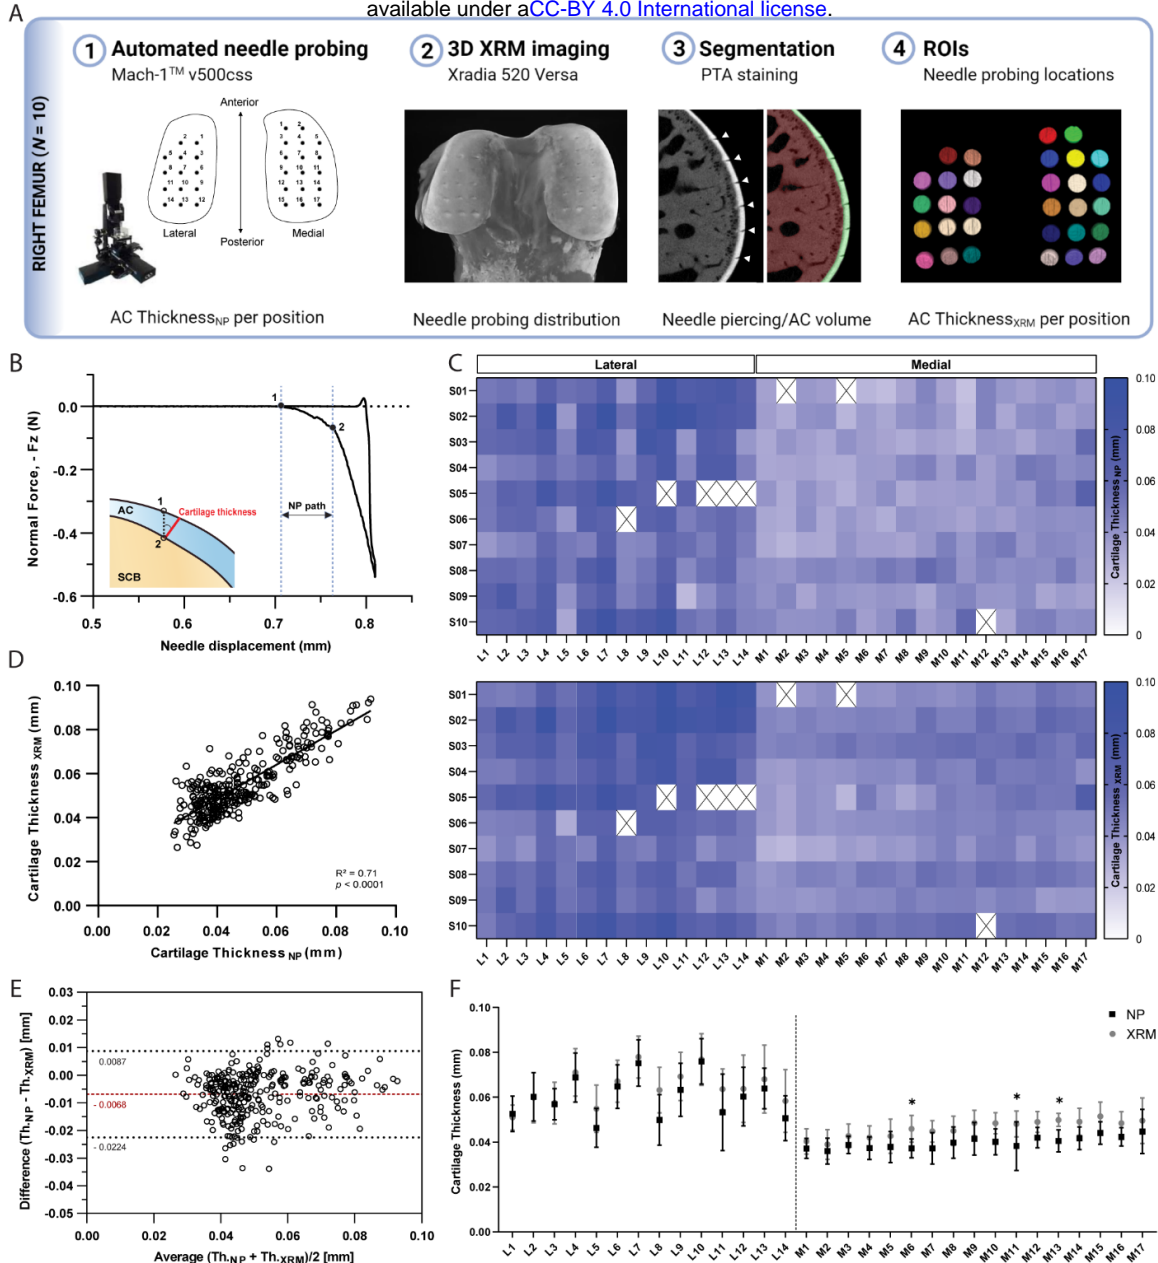 available under aCC-BY 4.0 International license.
A
RIGHT FEMUR (N = 10)
1 Automated needle probing
Mach-1™ v500css
Anterior
Posterior
Lateral
Medial
AC ThicknessNP per position
2 3D XRM imaging
Xradia 520 Versa
Needle probing distribution
3 Segmentation
PTA staining
Needle piercing/AC volume
4 ROIs
Needle probing locations
AC ThicknessXRM per position
B
Normal Force, - Fz (N)
0.0
-0.2
-0.4
-0.6
0.5 0.6 0.7 0.8
Needle displacement (mm)
1
2
NP path
AC
1
Cartilage thickness
2
SCB
C
Lateral Medial
S01
S02
S03
S04
S05
S06
S07
S08
S09
S10
L1 L2 L3 L4 L5 L6 L7 L8 L9 L10 L11 L12 L13 L14 M1 M2 M3 M4 M5 M6 M7 M8 M9 M10 M11 M12 M13 M14 M15 M16 M17
0.10
0.08
0.06
0.04
0.02
0
Cartilage Thickness NP (mm)
S01
S02
S03
S04
S05
S06
S07
S08
S09
S10
L1 L2 L3 L4 L5 L6 L7 L8 L9 L10 L11 L12 L13 L14 M1 M2 M3 M4 M5 M6 M7 M8 M9 M10 M11 M12 M13 M14 M15 M16 M17
0.10
0.08
0.06
0.04
0.02
0
Cartilage Thickness XRM (mm)
D
Cartilage Thickness XRM (mm)
0.10
0.08
0.06
0.04
0.02
0.00
R² = 0.71
p < 0.0001
0.00 0.02 0.04 0.06 0.08 0.10
Cartilage Thickness NP (mm)
E
Difference (Th.NP - Th.XRM) [mm]
0.03
0.02
0.01
0.00
-0.01
-0.02
-0.03
-0.04
-0.05
0.0087
- 0.0068
- 0.0224
0.00 0.02 0.04 0.06 0.08 0.10
Average (Th.NP + Th.XRM)/2 [mm]
F
Cartilage Thickness (mm)
0.10
0.08
0.06
0.04
0.02
0.00
NP
XRM
* * *
L1 L2 L3 L4 L5 L6 L7 L8 L9 L10 L11 L12 L13 L14 M1 M2 M3 M4 M5 M6 M7 M8 M9 M10 M11 M12 M13 M14 M15 M16 M17